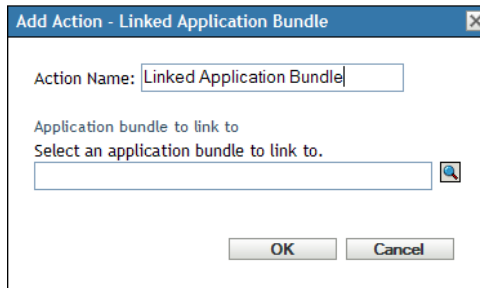 Add Action - Linked Application Bundle
Action Name: Linked Application Bundle
Application bundle to link to
Select an application bundle to link to.
OK Cancel